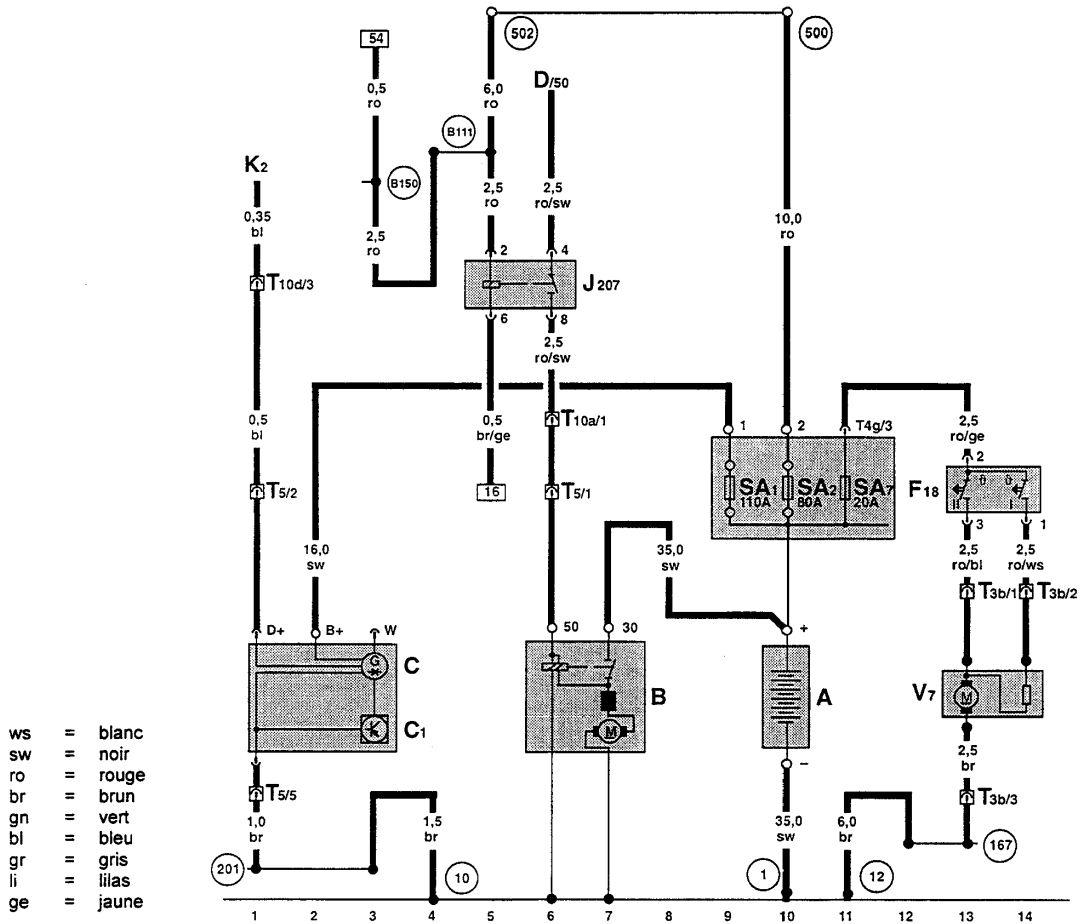 502
500
54
D/50
0,5
ro
6,0
ro
B111
K2
B150
0,35
bl
2,5
ro
2,5
ro
2,5
ro/sw
10,0
ro
T10d/3
2
4
J207
6
8
2,5
ro/sw
0,5
bl
0,5
br/ge
T10a/1
1
2
T4g/3
2,5
ro/ge
2
T5/2
16
T5/1
SA1
110A
SA2
80A
SA7
20A
F18
II
I
3
1
16,0
sw
35,0
sw
2,5
ro/bl
2,5
ro/ws
T3b/1
T3b/2
D+
B+
W
50
30
+
G
C
C1
B
M
A
V7
M
ws = blanc
sw = noir
ro = rouge
br = brun
gn = vert
bl = bleu
gr = gris
li = lilas
ge = jaune
−
2,5
br
T5/5
T3b/3
1,0
br
1,5
br
35,0
sw
6,0
br
201
10
1
12
167
1 2 3 4 5 6 7 8 9 10 11 12 13 14